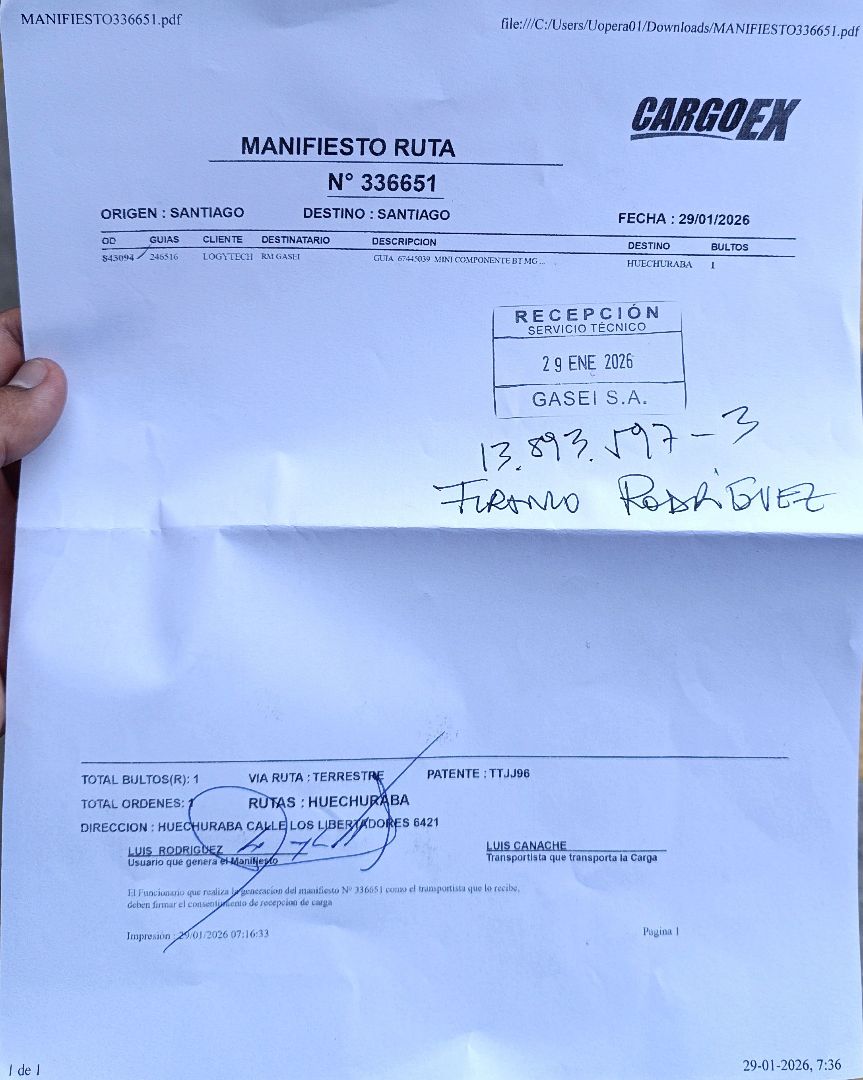 MANIFIESTO336651.pdf file:///C:/Users/Uopera01/Downloads/MANIFIESTO336651.pdf
CARGOEX
MANIFIESTO RUTA
N° 336651
ORIGEN : SANTIAGO DESTINO : SANTIAGO FECHA : 29/01/2026
OD GUIAS CLIENTE DESTINATARIO DESCRIPCION DESTINO BULTOS
843094 246516 LOGYTECH RM GASEI GUIA 67445039 MINI COMPONENTE BT MG ... HUECHURABA 1
RECEPCIÓN
SERVICIO TÉCNICO
29 ENE 2026
GASEI S.A.
13.893.597-3
RODRIGUEZ
TOTAL BULTOS(R): 1 VIA RUTA : TERRESTRE PATENTE : TTJJ96
TOTAL ORDENES: 1 RUTAS : HUECHURABA
DIRECCION : HUECHURABA CALLE LOS LIBERTADORES 6421
LUIS RODRIGUEZ LUIS CANACHE
Usuario que genera el Manifiesto Transportista que transporta la Carga
El Funcionario que realiza la generacion del manifiesto N° 336651 como el transportista que lo recibe,
deben firmar el consentimiento de recepcion de carga
Impresión : 29/01/2026 07:16:33 Pagina 1
1 de 1 29-01-2026, 7:36